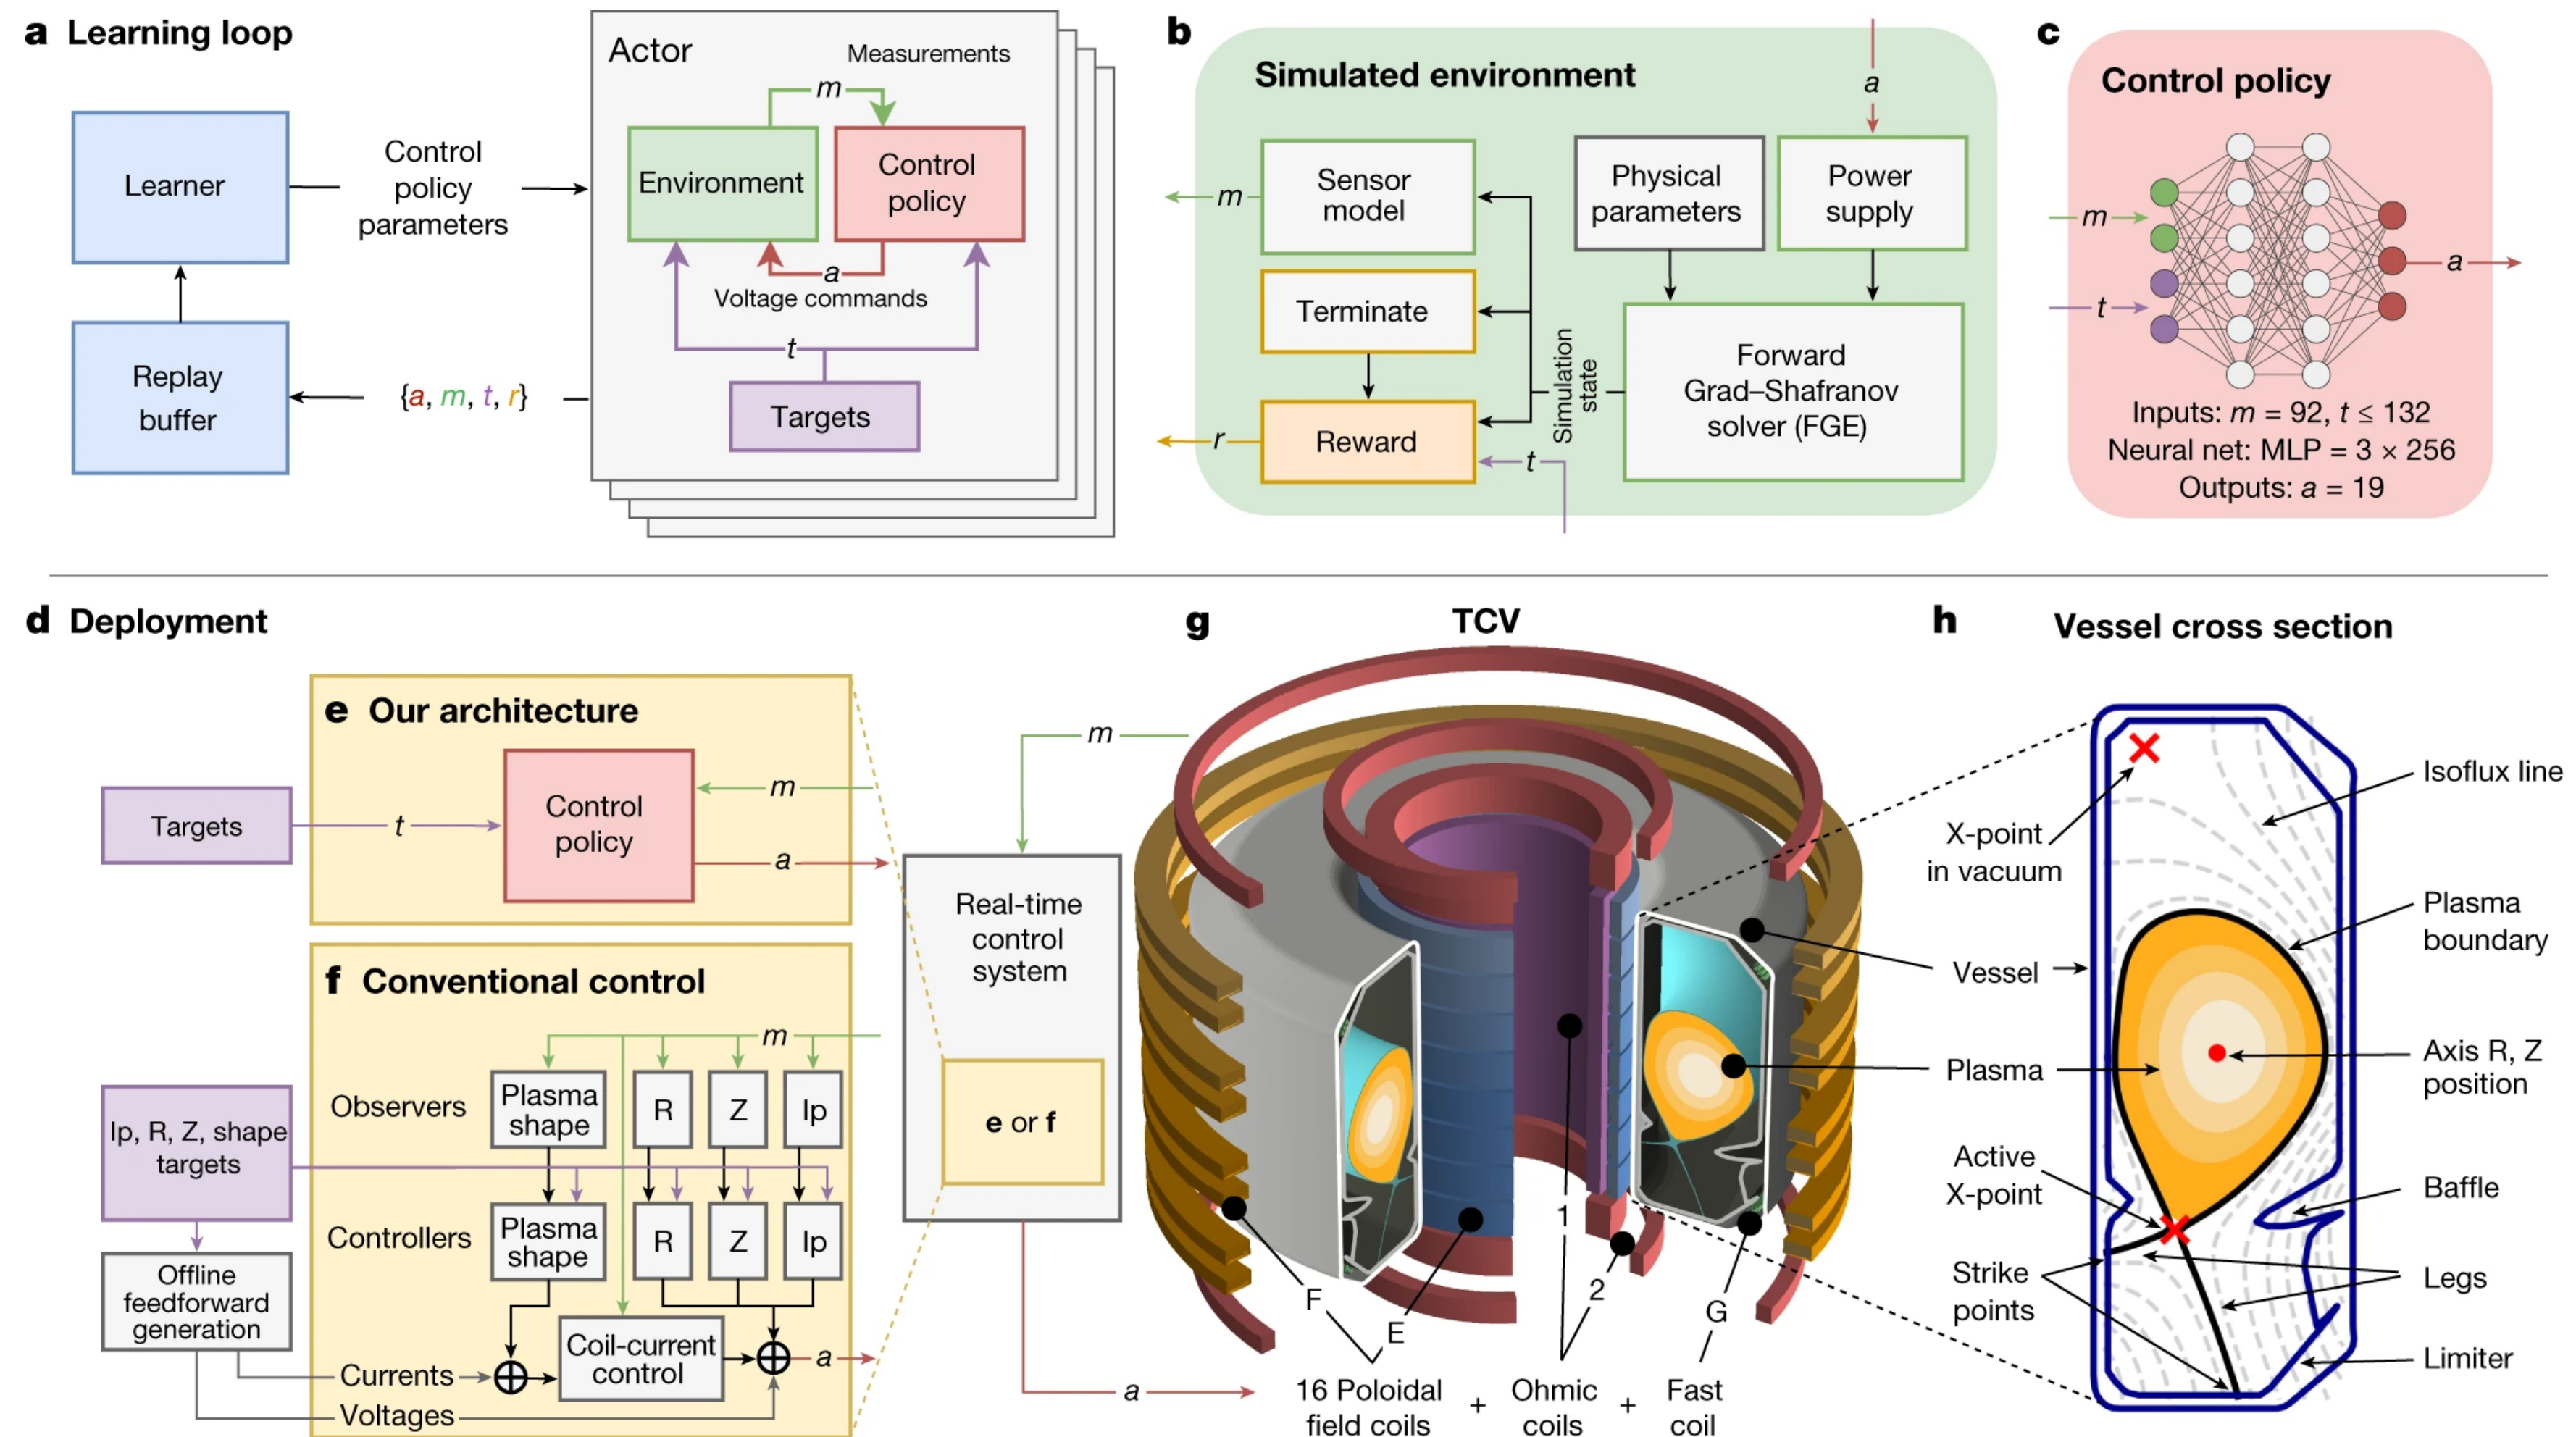 a Learning loop
Learner
Control
policy
parameters
Replay
buffer
{a, m, t, r}
Actor
Measurements
m
Environment
Control
policy
a
Voltage commands
t
Targets
b
Simulated environment
a
m
Sensor
model
Physical
parameters
Power
supply
Terminate
Simulation
state
Forward
Grad–Shafranov
solver (FGE)
r
Reward
t
c
Control policy
m
t
a
Inputs: m = 92, t ≤ 132
Neural net: MLP = 3 × 256
Outputs: a = 19
d Deployment
e Our architecture
Targets
t
Control
policy
m
a
f Conventional control
m
Observers
Plasma
shape
R
Z
Ip
Ip, R, Z, shape
targets
Controllers
Plasma
shape
R
Z
Ip
Offline
feedforward
generation
Coil-current
control
a
Currents
Voltages
m
Real-time
control
system
e or f
a
g
TCV
1
2
F
E
G
16 Poloidal
field coils
+
Ohmic
coils
+
Fast
coil
h
Vessel cross section
Isoflux line
X-point
in vacuum
Plasma
boundary
Vessel
Plasma
Axis R, Z
position
Active
X-point
Baffle
Strike
points
Legs
Limiter